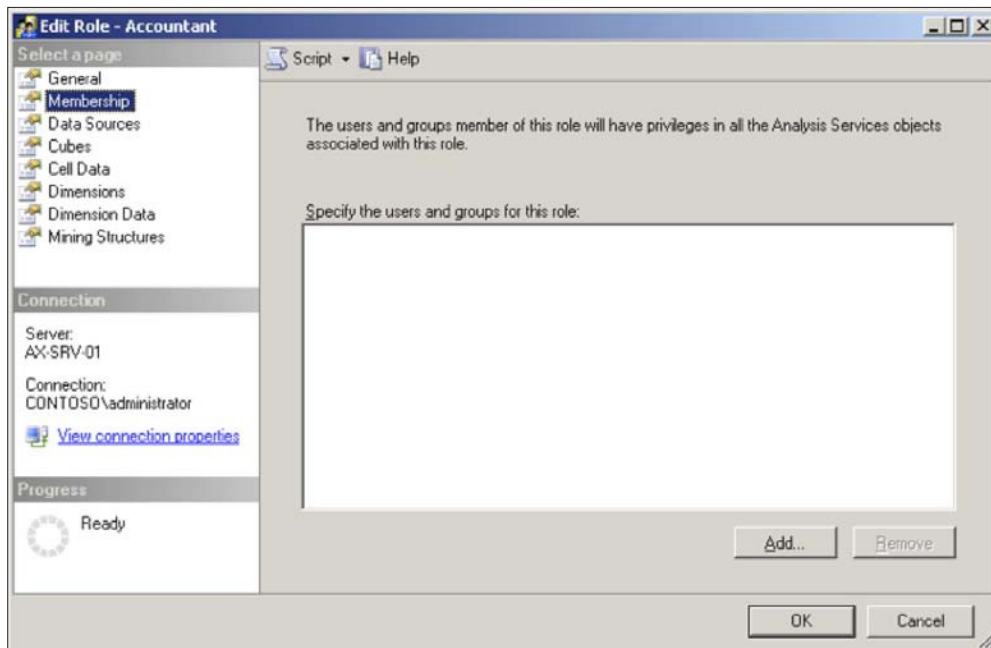 Edit Role - Accountant
Select a page
General
Membership
Data Sources
Cubes
Cell Data
Dimensions
Dimension Data
Mining Structures
Connection
Server:
AX-SRV-01
Connection:
CONTOSO\administrator
View connection properties
Progress
Ready
Script
Help
The users and groups member of this role will have privileges in all the Analysis Services objects
associated with this role.
Specify the users and groups for this role:
Add...
Remove
OK
Cancel